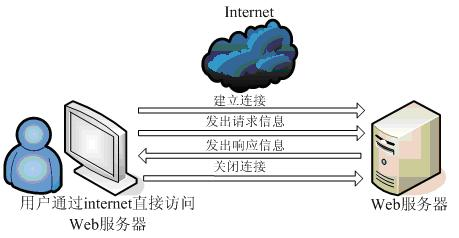 Internet
建立连接
发出请求信息
发出响应信息
关闭连接
用户通过internet直接访问
Web服务器
Web服务器